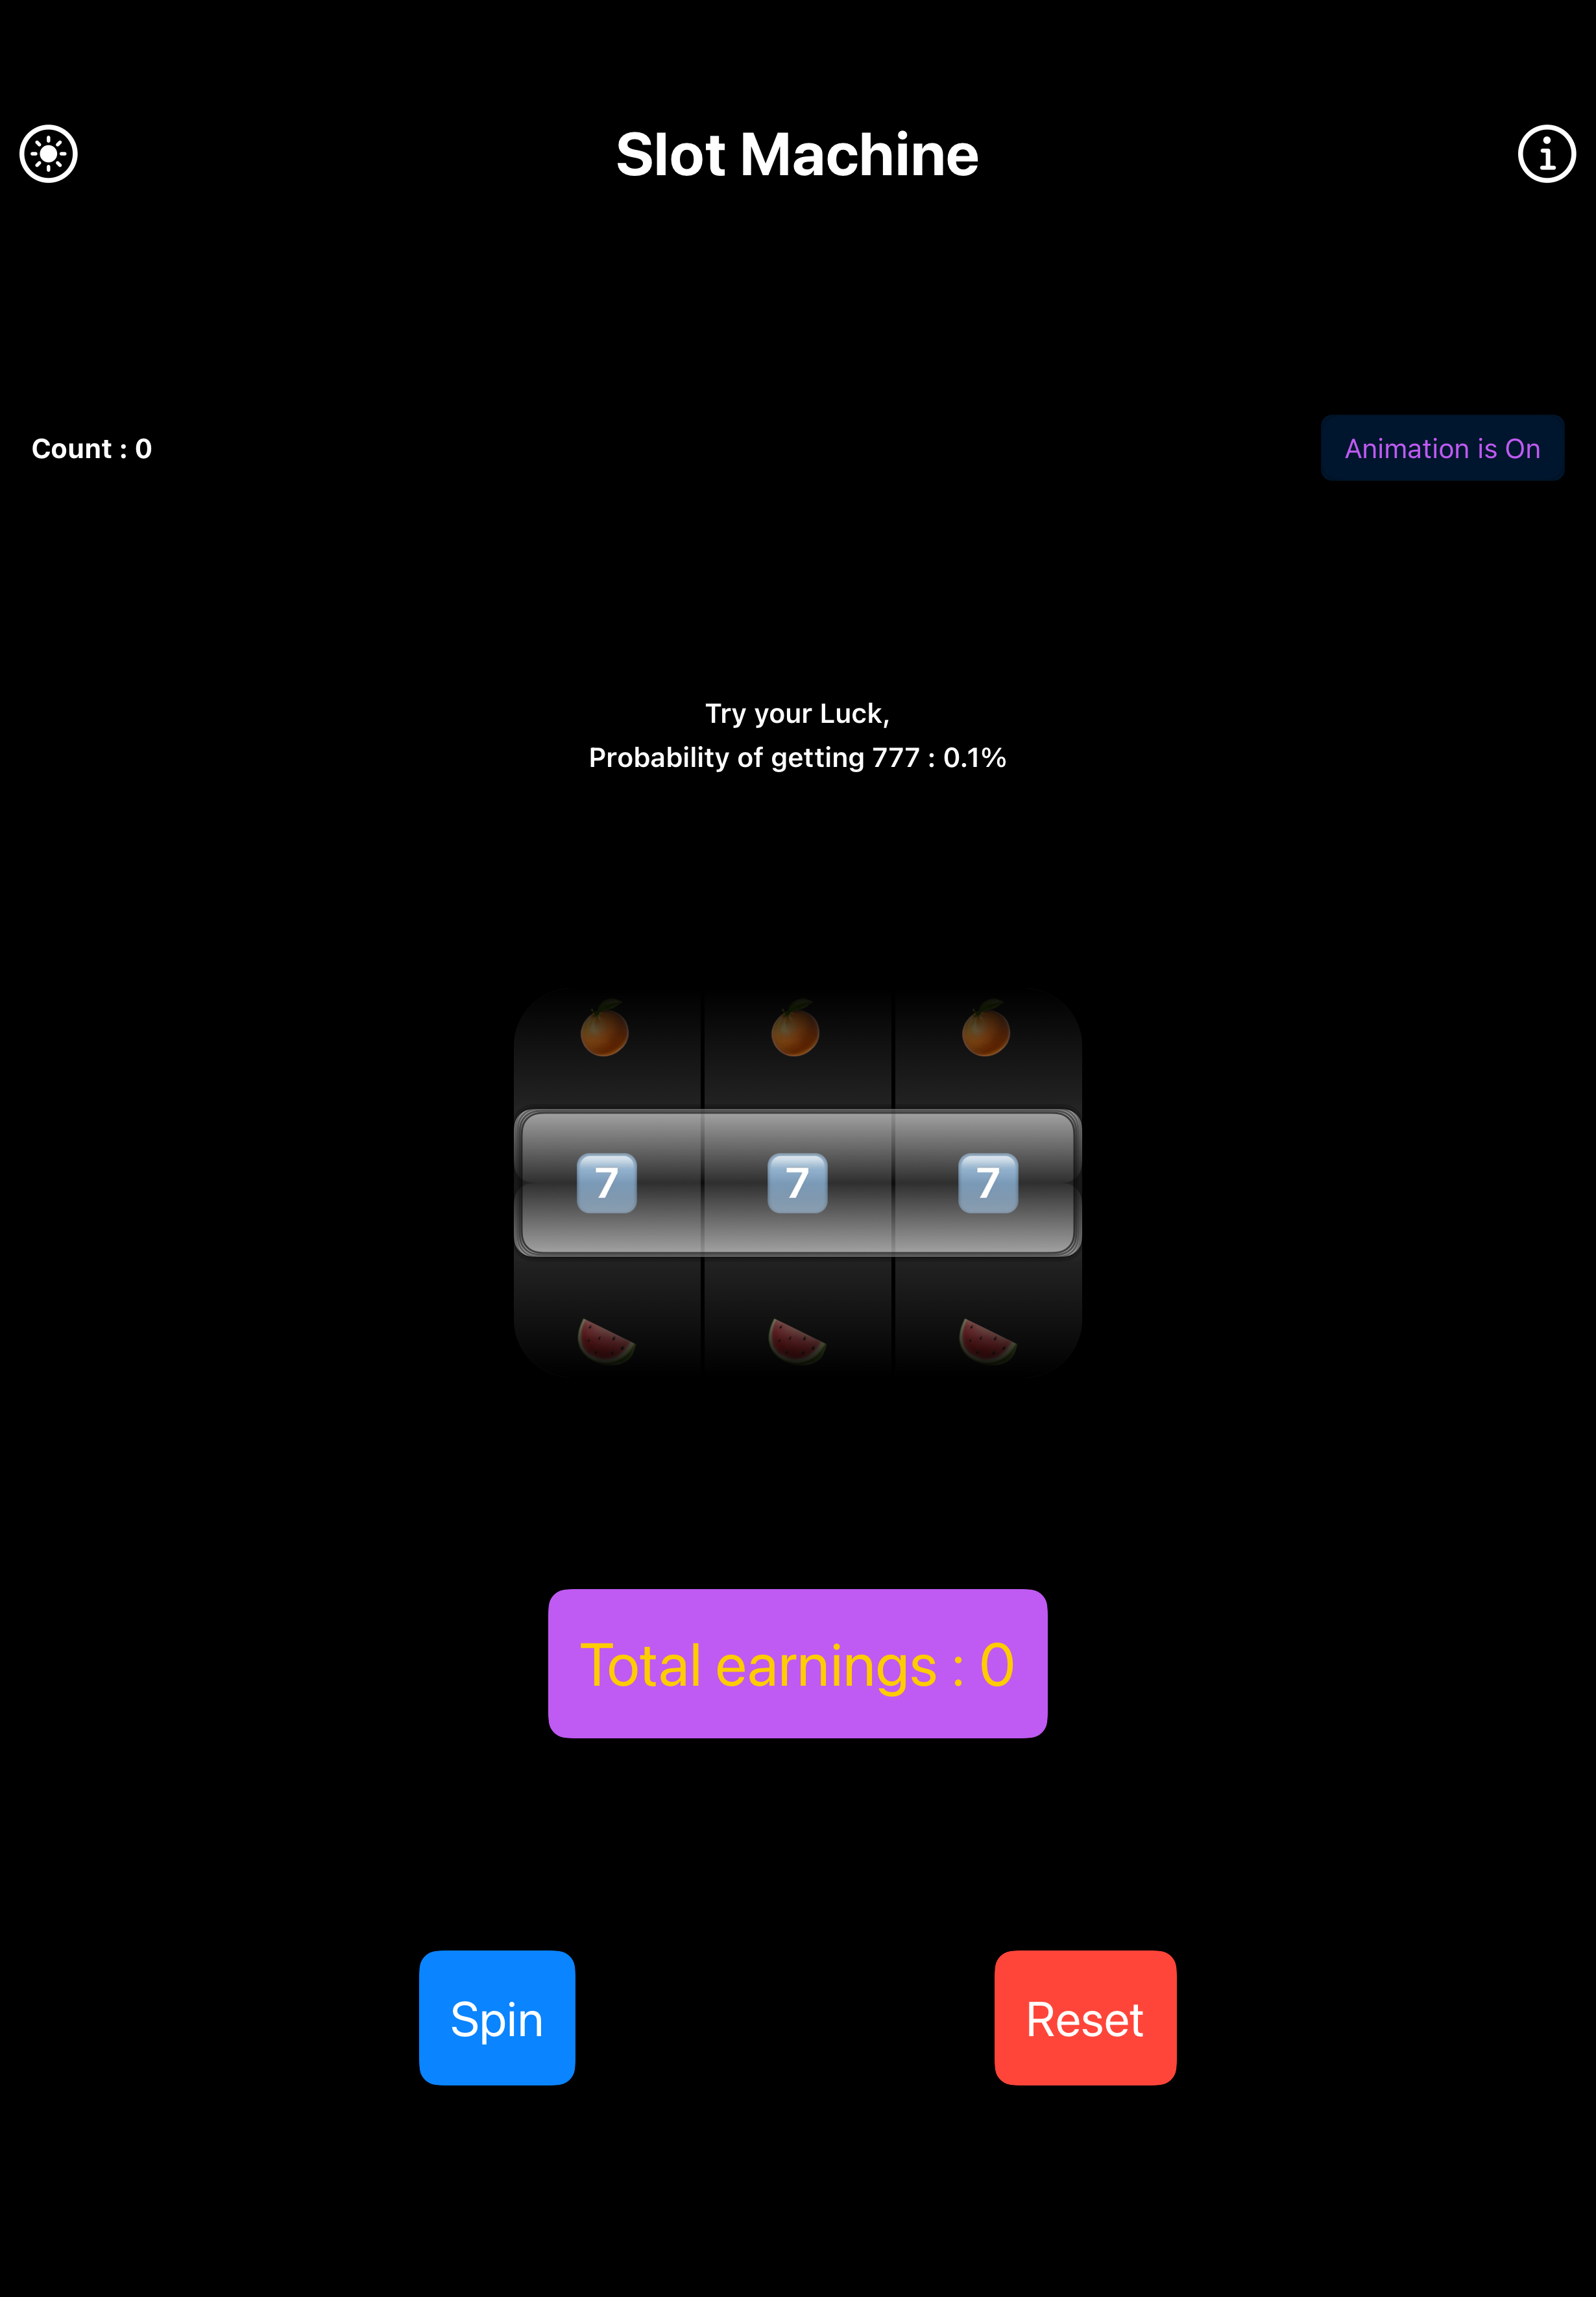 Slot Machine
Count : 0
Animation is On
Try your Luck,
Probability of getting 777 : 0.1%
7 7 7
Total earnings : 0
Spin
Reset